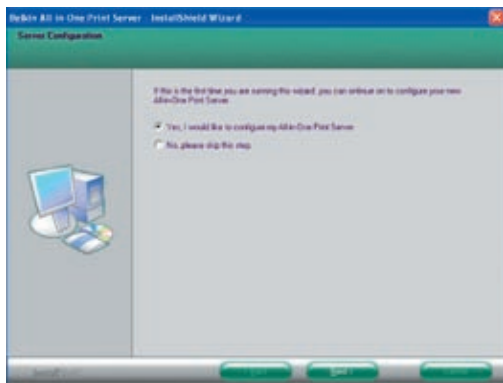 Belkin All in One Print Server - InstallShield Wizard
Server Configuration
If this is the first time you are running this wizard, you can continue on to configure your new
All-in-One Print Server.
Yes, I would like to configure my All-in-One Print Server
No, please skip this step.
Next >